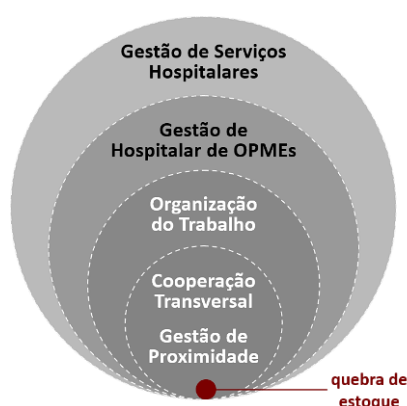 Gestão de Serviços
Hospitalares
Gestão de
Hospitalar de OPMEs
Organização
do Trabalho
Cooperação
Transversal
Gestão de
Proximidade
quebra de
estoque